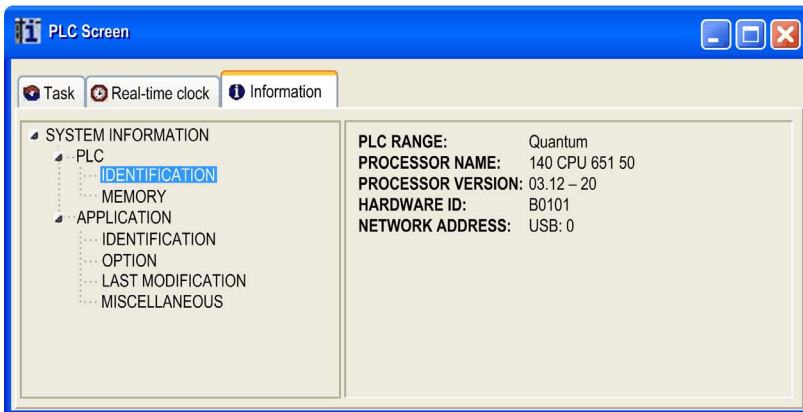 PLC Screen
Task Real-time clock Information
SYSTEM INFORMATION
PLC
IDENTIFICATION
MEMORY
APPLICATION
IDENTIFICATION
OPTION
LAST MODIFICATION
MISCELLANEOUS
PLC RANGE: Quantum
PROCESSOR NAME: 140 CPU 651 50
PROCESSOR VERSION: 03.12 – 20
HARDWARE ID: B0101
NETWORK ADDRESS: USB: 0